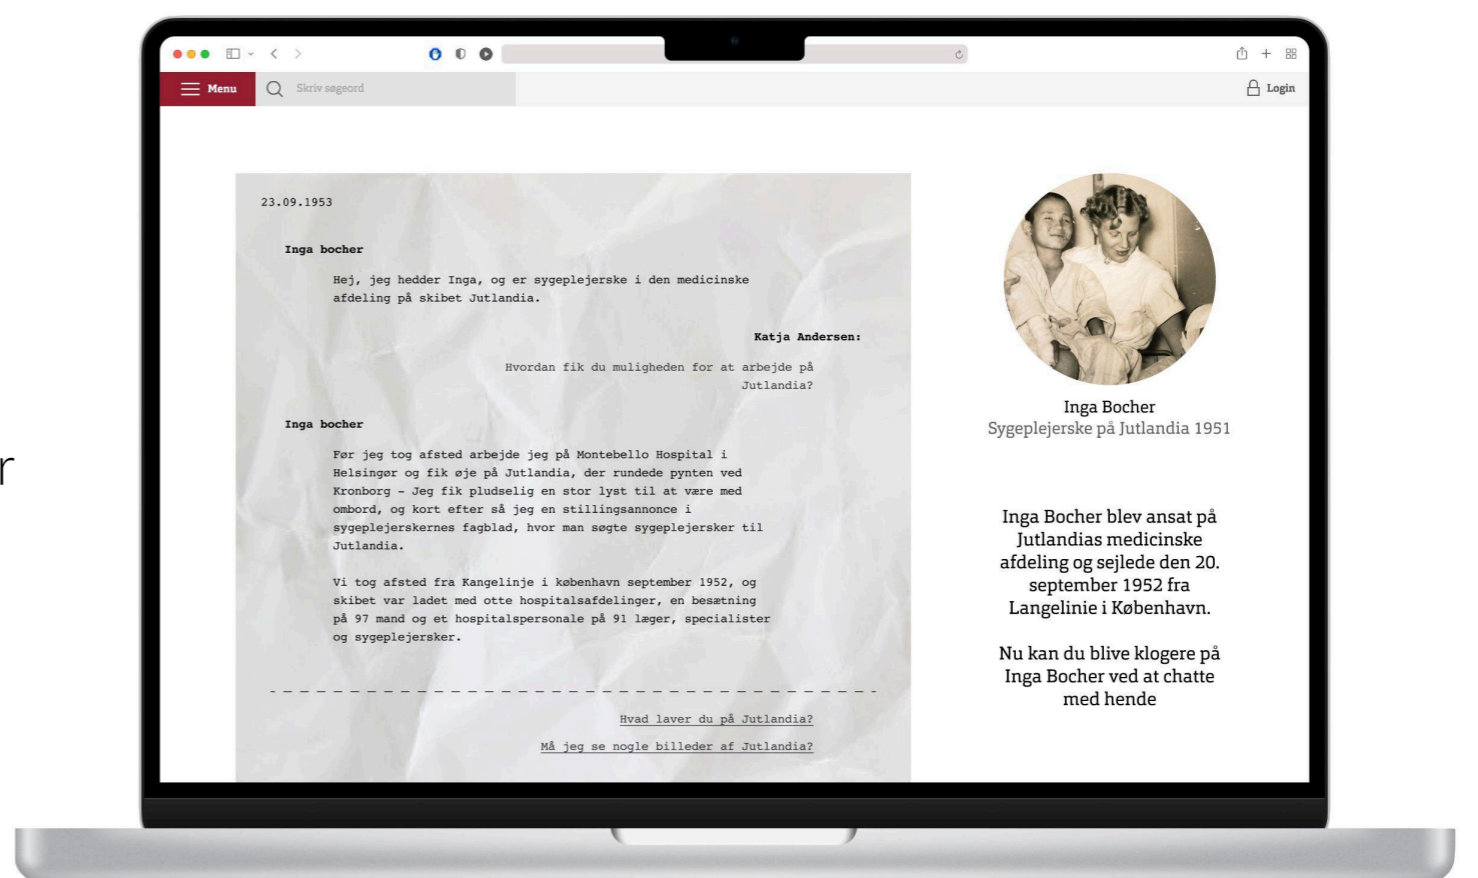 Menu
Skriv søgeord
Login
23.09.1953
Inga bocher
Hej, jeg hedder Inga, og er sygeplejerske i den medicinske
afdeling på skibet Jutlandia.
Katja Andersen:
Hvordan fik du muligheden for at arbejde på
Jutlandia?
Inga bocher
Før jeg tog afsted arbejde jeg på Montebello Hospital i
Helsingør og fik øje på Jutlandia, der rundede pynten ved
Kronborg – Jeg fik pludselig en stor lyst til at være med
ombord, og kort efter så jeg en stillingsannonce i
sygeplejerskernes fagblad, hvor man søgte sygeplejersker til
Jutlandia.
Vi tog afsted fra Kangelinje i københavn september 1952, og
skibet var ladet med otte hospitalsafdelinger, en besætning
på 97 mand og et hospitalspersonale på 91 læger, specialister
og sygeplejersker.
Hvad laver du på Jutlandia?
Må jeg se nogle billeder af Jutlandia?
Inga Bocher
Sygeplejerske på Jutlandia 1951
Inga Bocher blev ansat på
Jutlandias medicinske
afdeling og sejlede den 20.
september 1952 fra
Langelinie i København.
Nu kan du blive klogere på
Inga Bocher ved at chatte
med hende